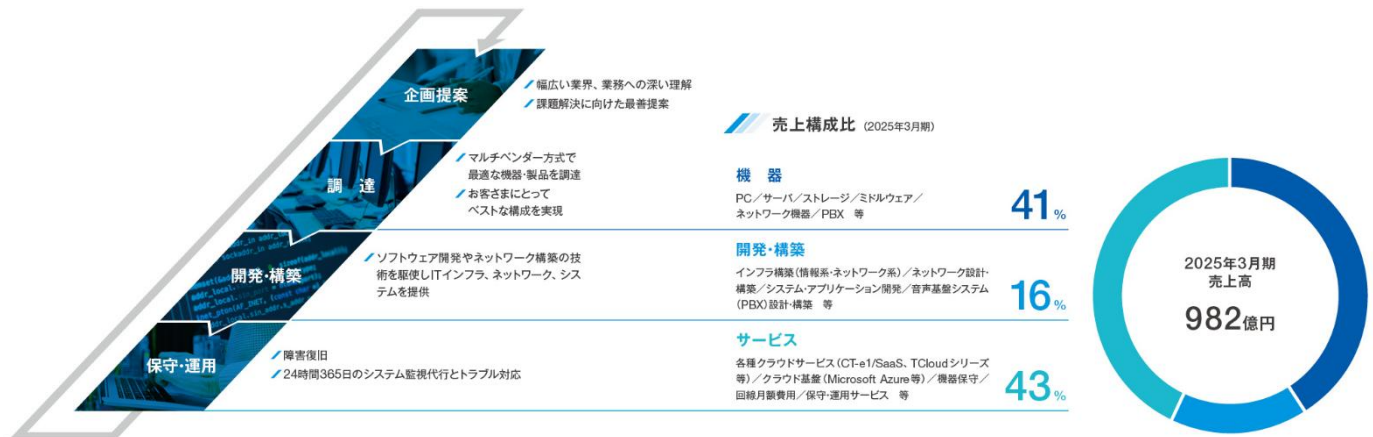 企画提案
幅広い業界、業務への深い理解
課題解決に向けた最善提案
調 達
マルチベンダー方式で
最適な機器・製品を調達
お客さまにとって
ベストな構成を実現
開発・構築
ソフトウェア開発やネットワーク構築の技
術を駆使しITインフラ、ネットワーク、シス
テムを提供
保守・運用
障害復旧
24時間365日のシステム監視代行とトラブル対応
売上構成比 (2025年3月期)
機 器
PC/サーバ/ストレージ/ミドルウェア/
ネットワーク機器/PBX 等
41%
開発・構築
インフラ構築(情報系・ネットワーク系)/ネットワーク設計・
構築/システム・アプリケーション開発/音声基盤システム
(PBX)設計・構築 等
16%
サービス
各種クラウドサービス(CT-e1/SaaS、TCloudシリーズ
等)/クラウド基盤(Microsoft Azure等)/機器保守/
回線月額費用/保守・運用サービス 等
43%
2025年3月期
売上高
982億円